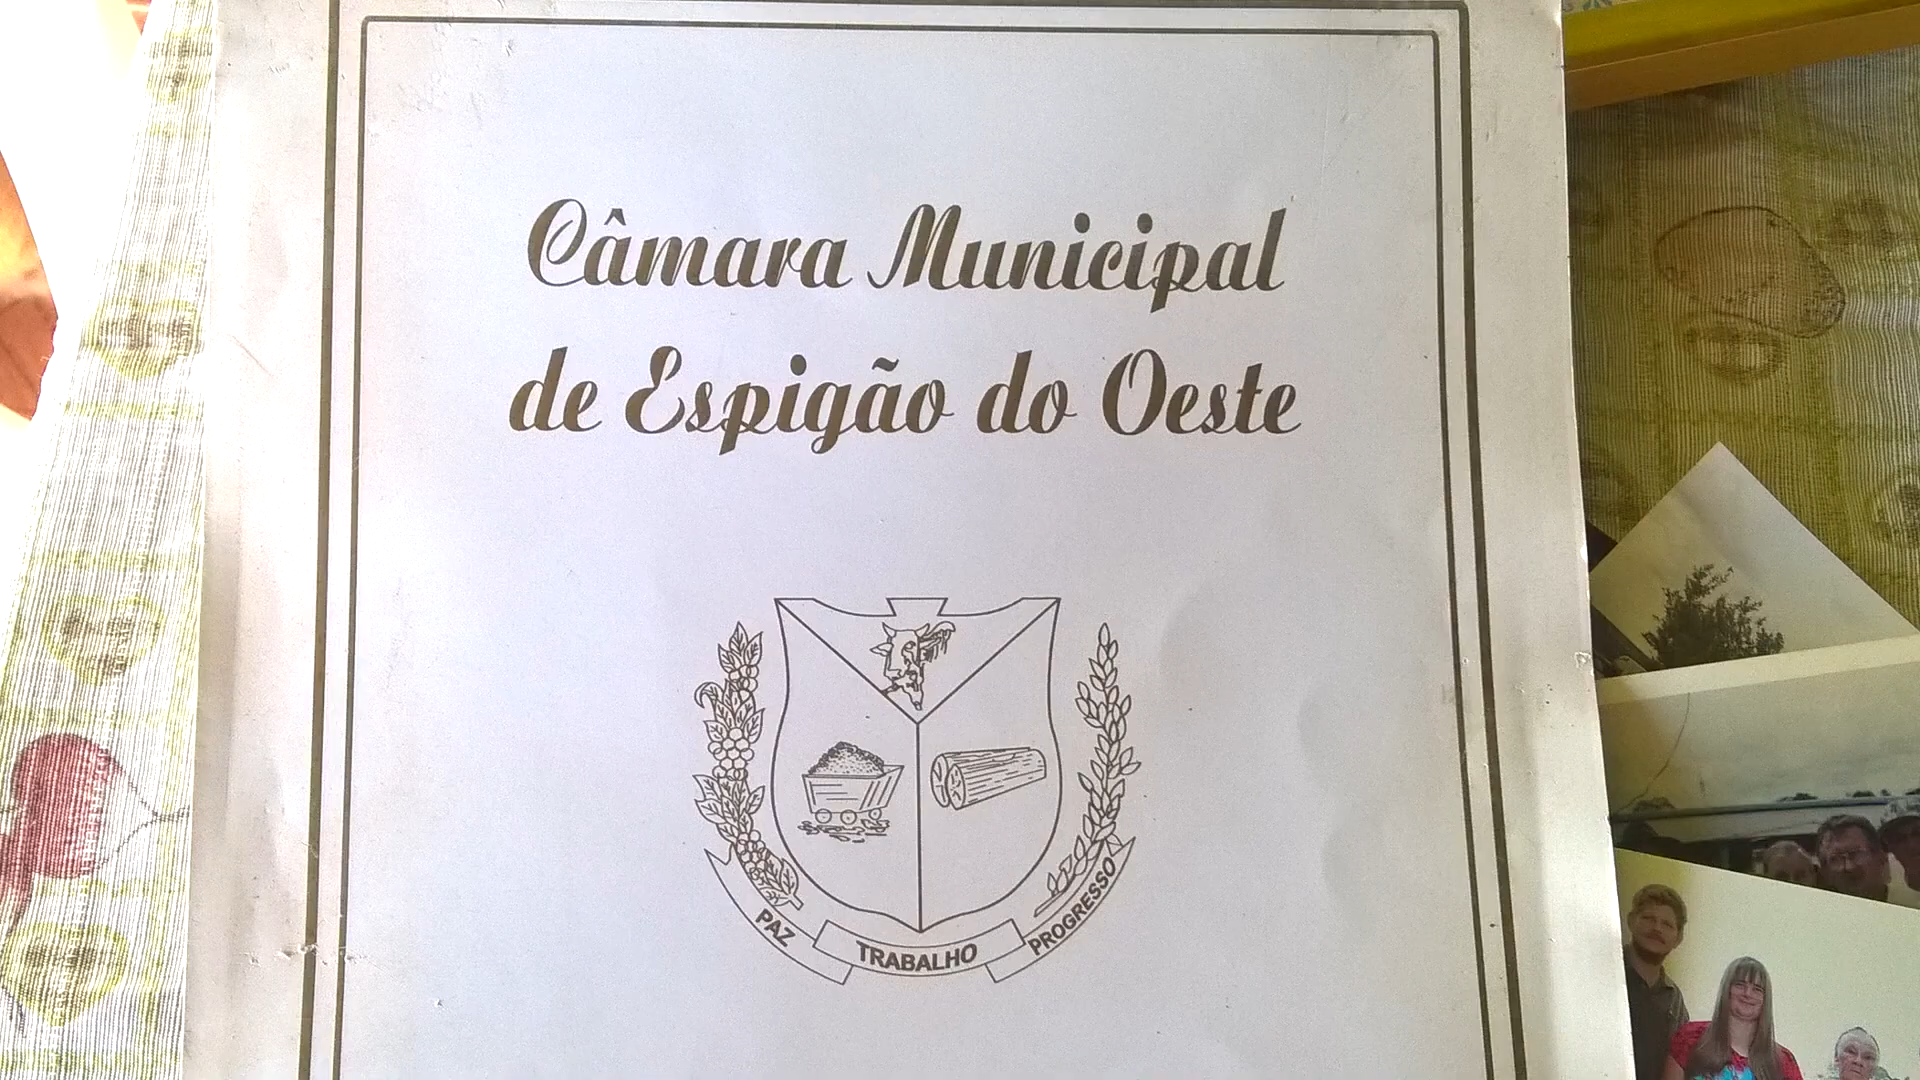 Câmara Municipal
de Espigão do Oeste
PAZ
TRABALHO
PROGRESSO